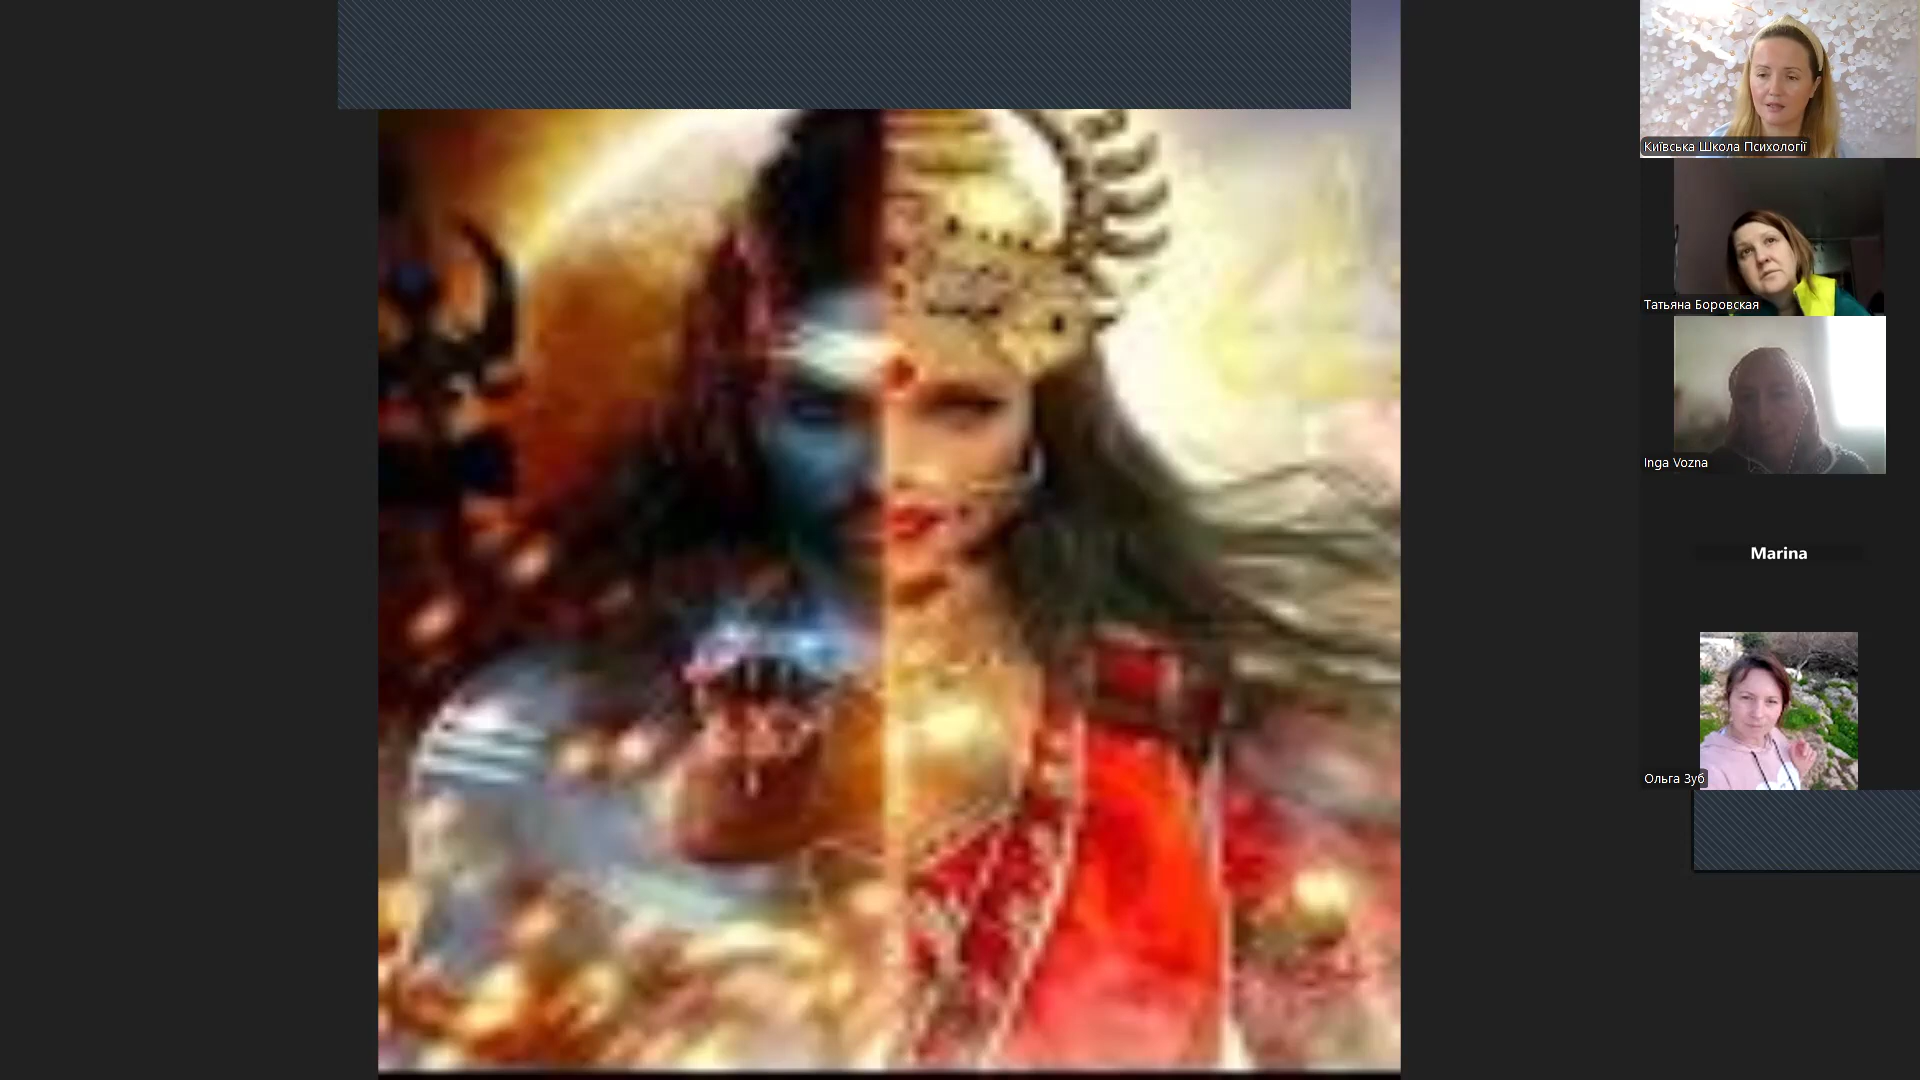 Київська Школа Психології
Татьяна Боровская
Inga Vozna
Marina
Ольга Зуб